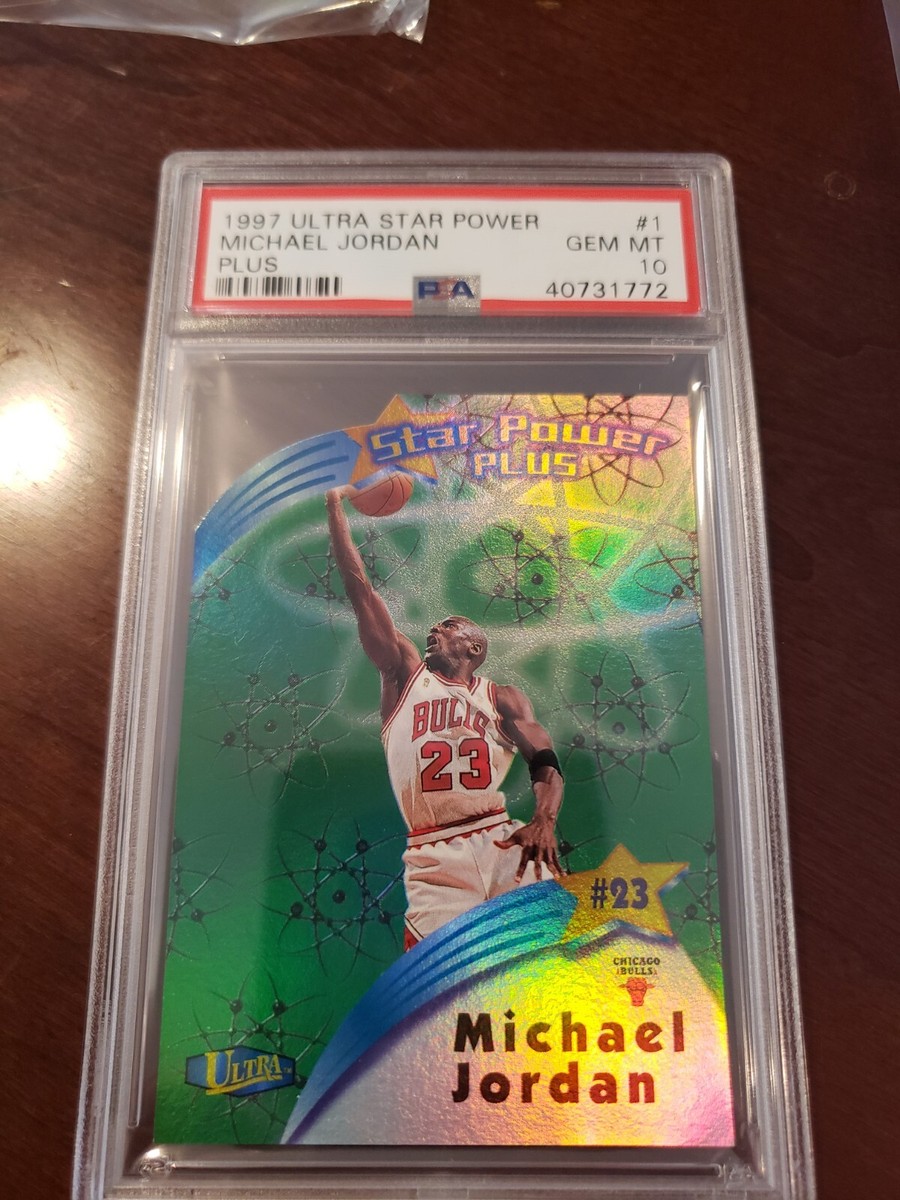 1997 ULTRA STAR POWER #1
MICHAEL JORDAN GEM MT
PLUS 10
PSA 40731772
Star Power
PLUS
BULLS
23
#23
CHICAGO
BULLS
Michael
Jordan
ULTRA™